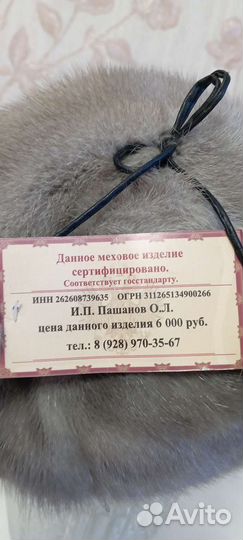 Данное меховое изделие
сертифицировано.
Соответствует госстандарту.
ИНН 262608739635 ОГРН 311265134900266
И.П. Пашанов О.Л.
цена данного изделия 6 000 руб.
тел.: 8 (928) 970-35-67
Avito